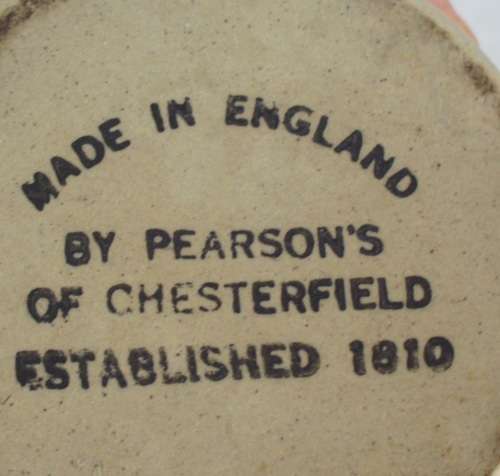 MADE IN ENGLAND
BY PEARSON'S
OF CHESTERFIELD
ESTABLISHED 1810